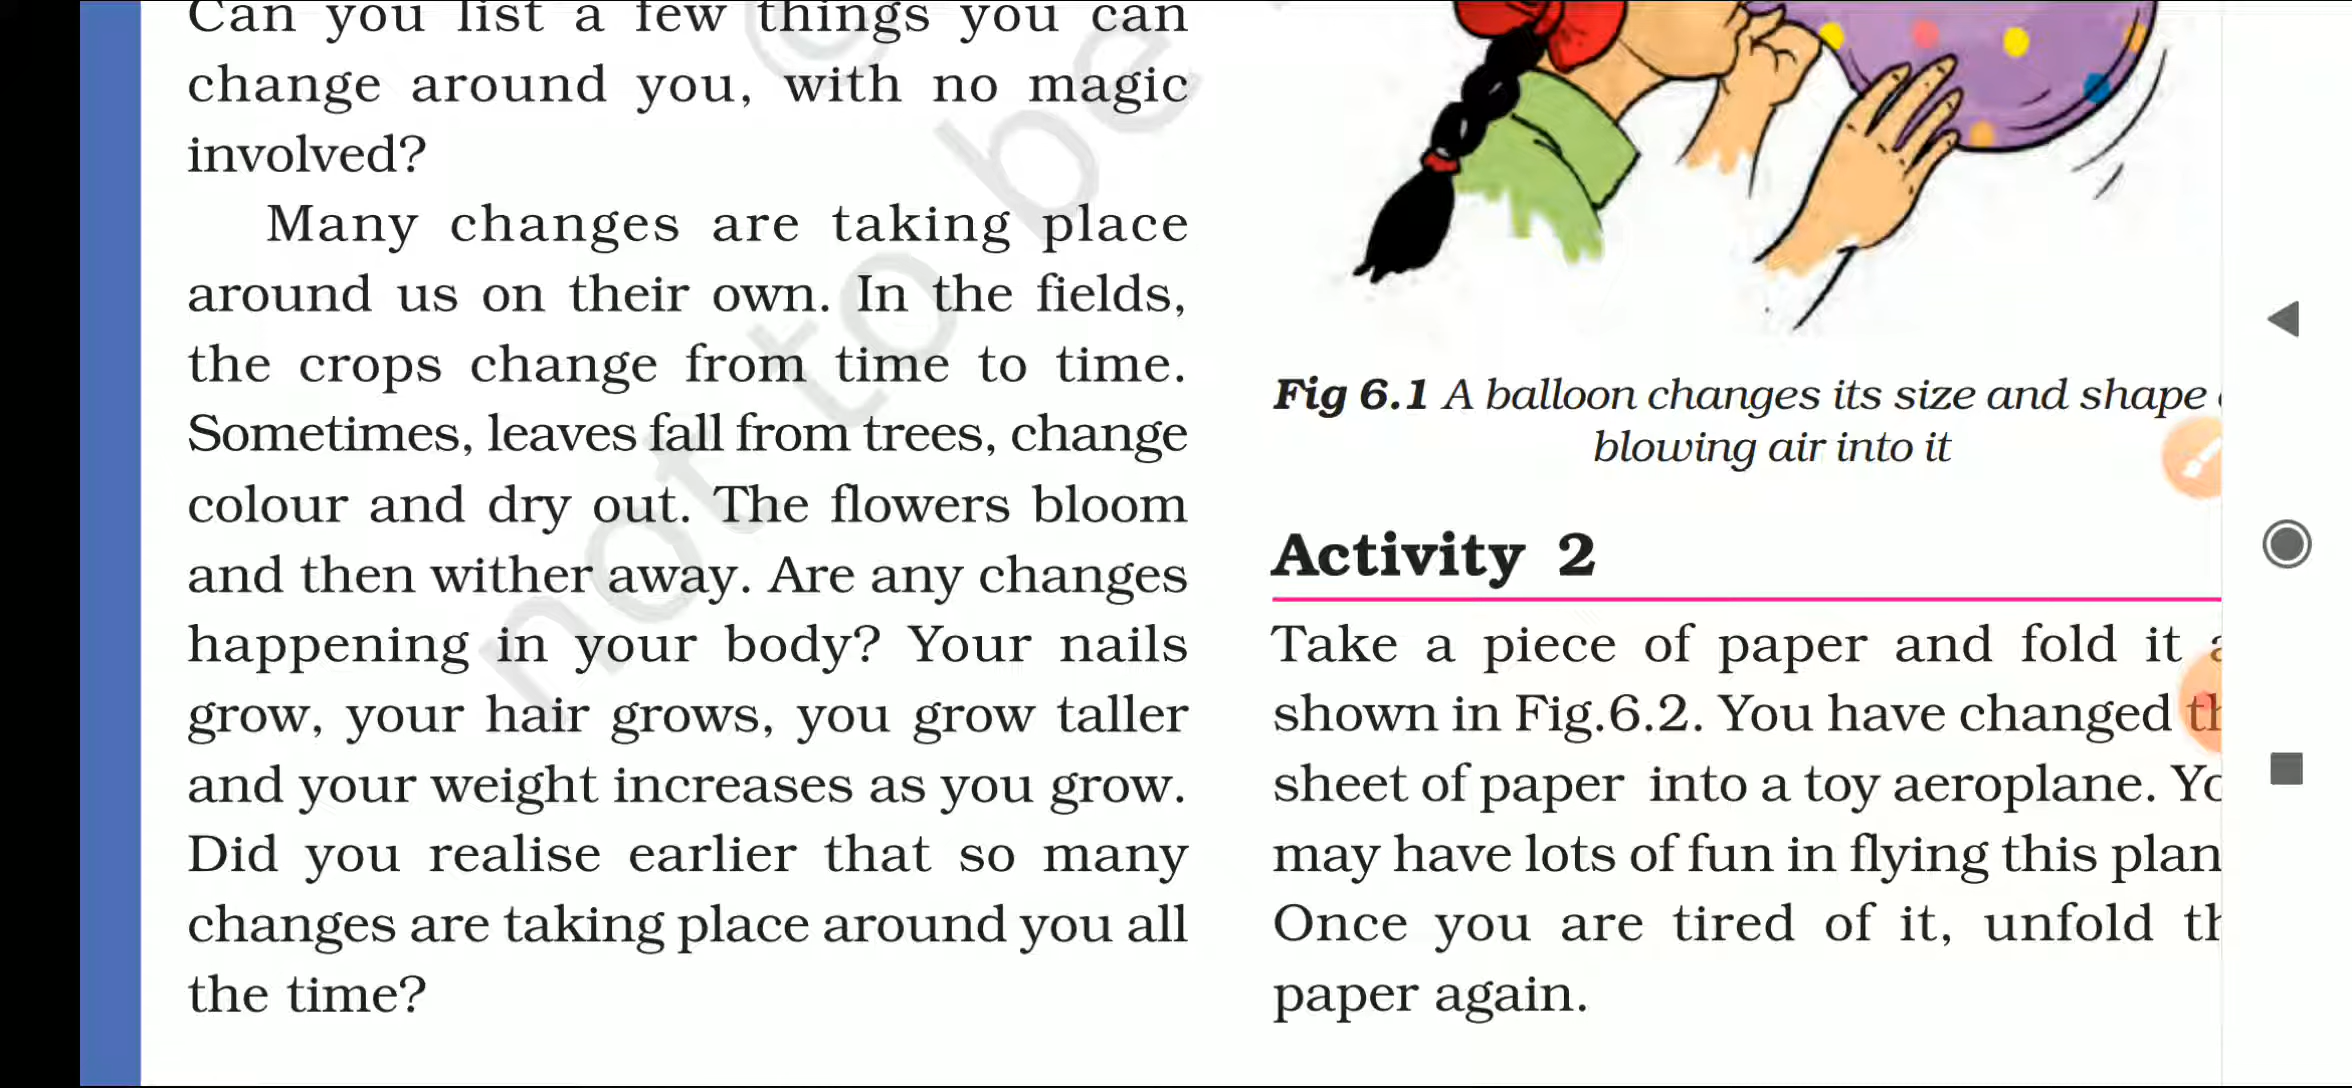 Can you list a few things you can
change around you, with no magic
involved?
Many changes are taking place
around us on their own. In the fields,
the crops change from time to time.
Sometimes, leaves fall from trees, change
colour and dry out. The flowers bloom
and then wither away. Are any changes
happening in your body? Your nails
grow, your hair grows, you grow taller
and your weight increases as you grow.
Did you realise earlier that so many
changes are taking place around you all
the time?
Fig 6.1 A balloon changes its size and shape
blowing air into it
Activity 2
Take a piece of paper and fold it
shown in Fig.6.2. You have changed
sheet of paper into a toy aeroplane.
may have lots of fun in flying this
Once you are tired of it, unfold
paper again.
not to be